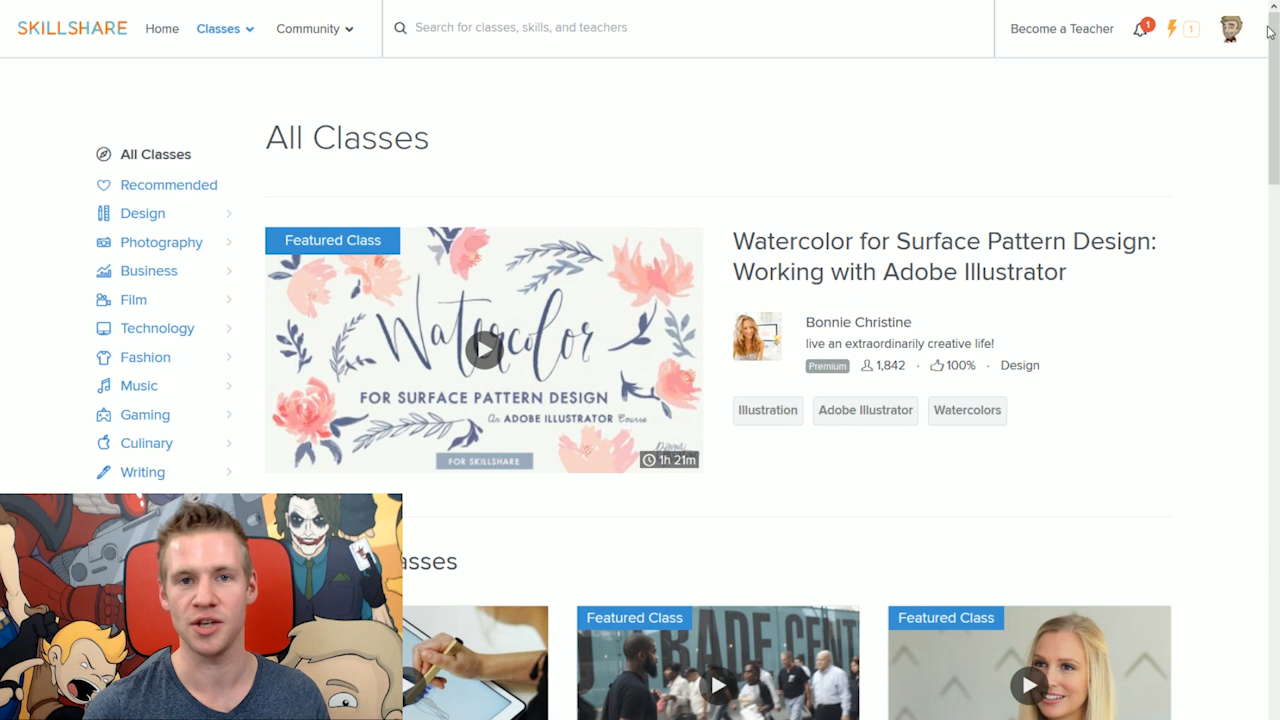 SKILLSHARE
Home
Classes
Community
Search for classes, skills, and teachers
Become a Teacher
1
1
All Classes
All Classes
Recommended
Design
Photography
Business
Film
Technology
Fashion
Music
Gaming
Culinary
Writing
Featured Class
Watercolor
FOR SURFACE PATTERN DESIGN
An ADOBE ILLUSTRATOR Course
FOR SKILLSHARE
1h 21m
Watercolor for Surface Pattern Design:
Working with Adobe Illustrator
Bonnie Christine
live an extraordinarily creative life!
Premium
1,842 · 100% · Design
Illustration
Adobe Illustrator
Watercolors
asses
Featured Class
RADE CENT
Featured Class